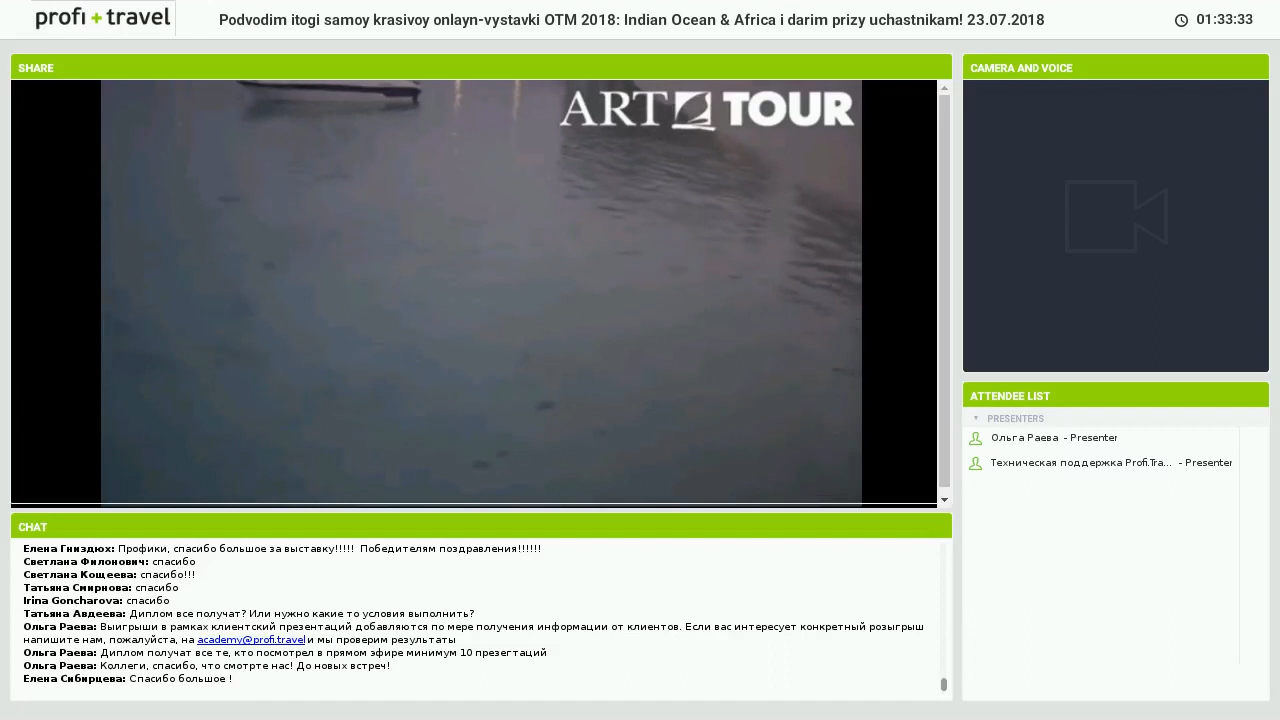 profi + travel
Podvodim itogi samoy krasivoy onlayn-vystavki OTM 2018: Indian Ocean & Africa i darim prizy uchastnikam! 23.07.2018
01:33:33
SHARE
ART TOUR
CAMERA AND VOICE
ATTENDEE LIST
PRESENTERS
Ольга Раева - Presenter
Техническая поддержка Profi.Tra... - Presenter
CHAT
Елена Гниздюх: Профики, спасибо большое за выставку!!!!! Победителям поздравления!!!!!!
Светлана Филонович: спасибо
Светлана Кощеева: спасибо!!!
Татьяна Смирнова: спасибо
Irina Goncharova: спасибо
Татьяна Авдеева: Диплом все получат? Или нужно какие то условия выполнить?
Ольга Раева: Выигрыши в рамках клиентский презентаций добавляются по мере получения информации от клиентов. Если вас интересует конкретный розыгрыш
напишите нам, пожалуйста, на academy@profi.travel и мы проверим результаты
Ольга Раева: Диплом получат все те, кто посмотрел в прямом эфире минимум 10 презегтаций
Ольга Раева: Коллеги, спасибо, что смотрте нас! До новых встреч!
Елена Сибирцева: Спасибо большое !